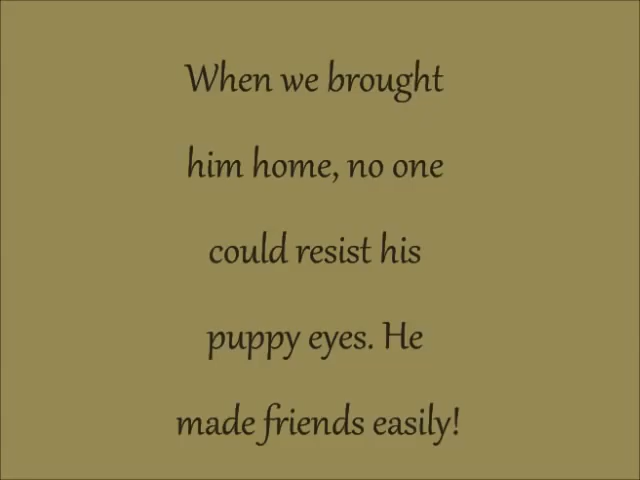 When we brought
him home, no one
could resist his
puppy eyes. He
made friends easily!